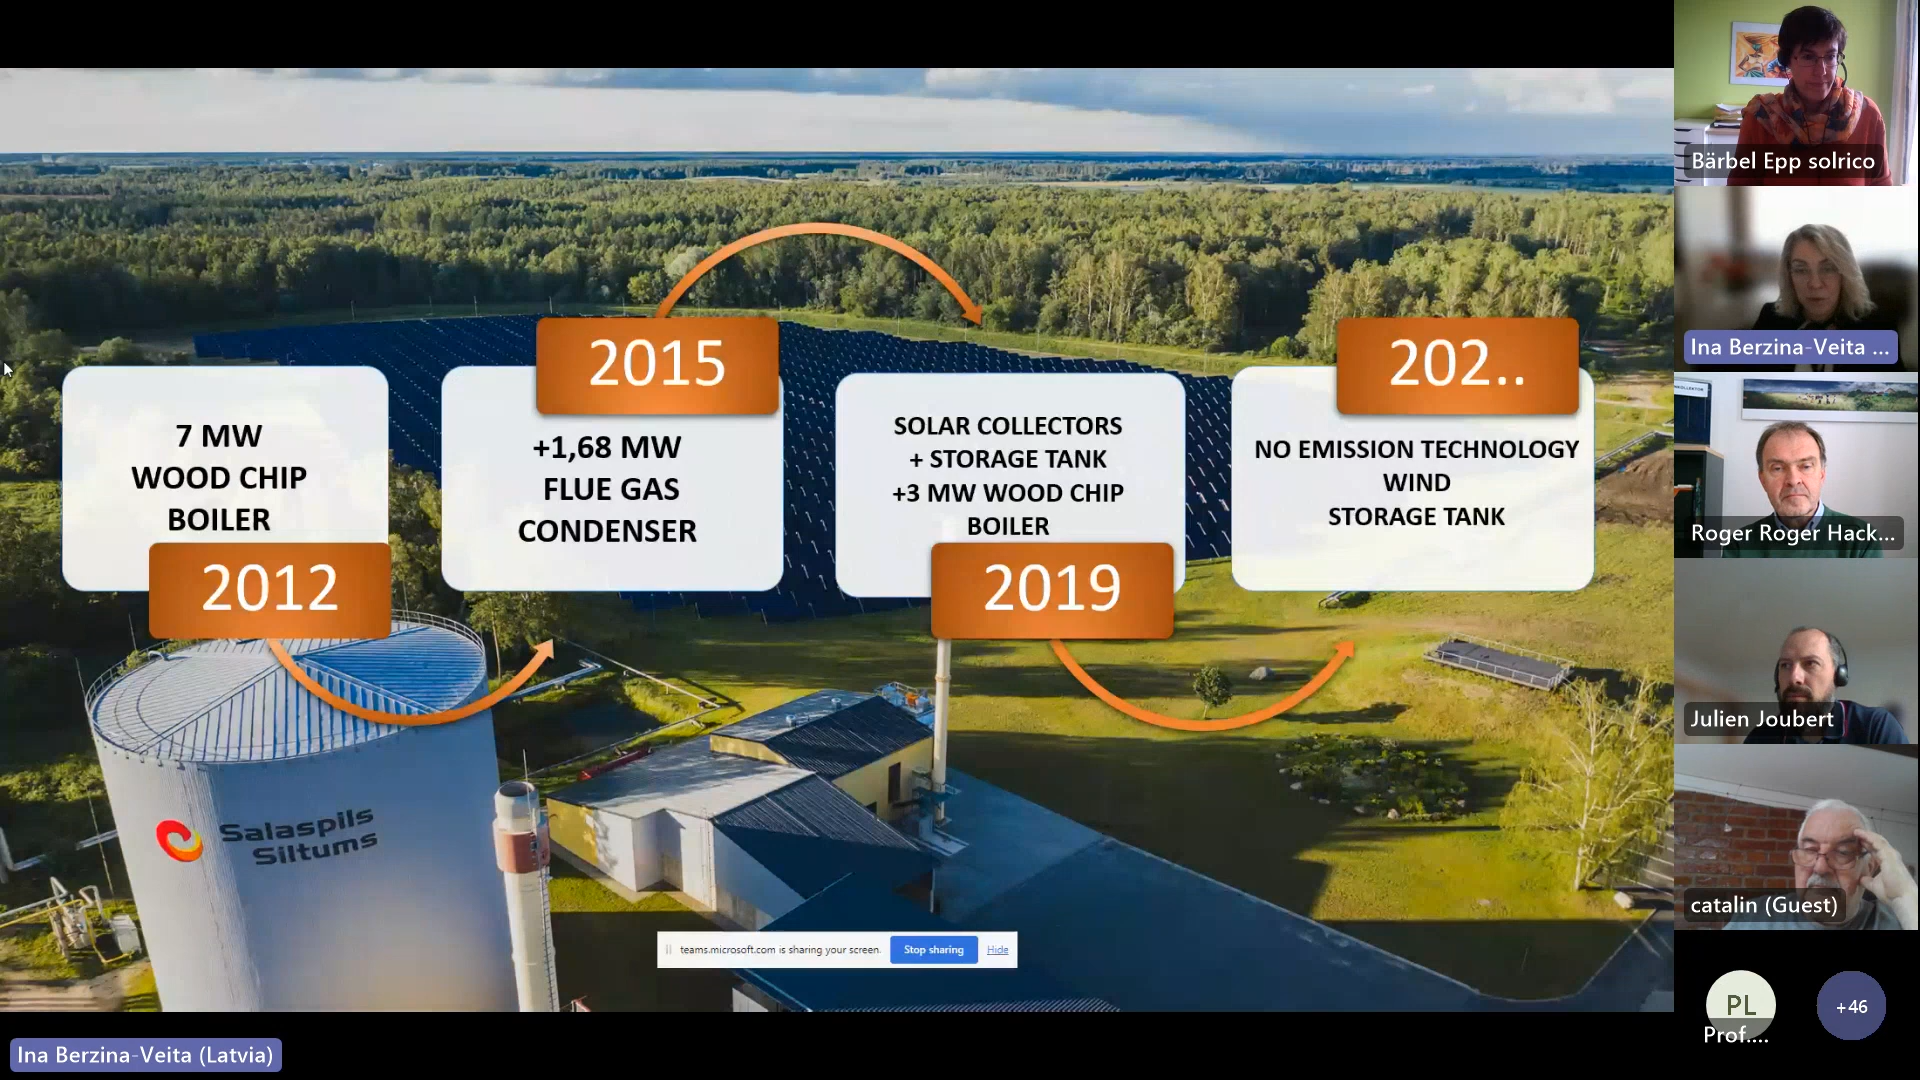 2015
202..
7 MW
WOOD CHIP
BOILER
2012
+1,68 MW
FLUE GAS
CONDENSER
SOLAR COLLECTORS
+ STORAGE TANK
+3 MW WOOD CHIP
BOILER
2019
NO EMISSION TECHNOLOGY
WIND
STORAGE TANK
Salaspils
Siltums
teams.microsoft.com is sharing your screen.
Stop sharing
Hide
Ina Berzina-Veita (Latvia)
Bärbel Epp solrico
Ina Berzina-Veita ...
Roger Roger Hack...
Julien Joubert
catalin (Guest)
PL
Prof....
+46